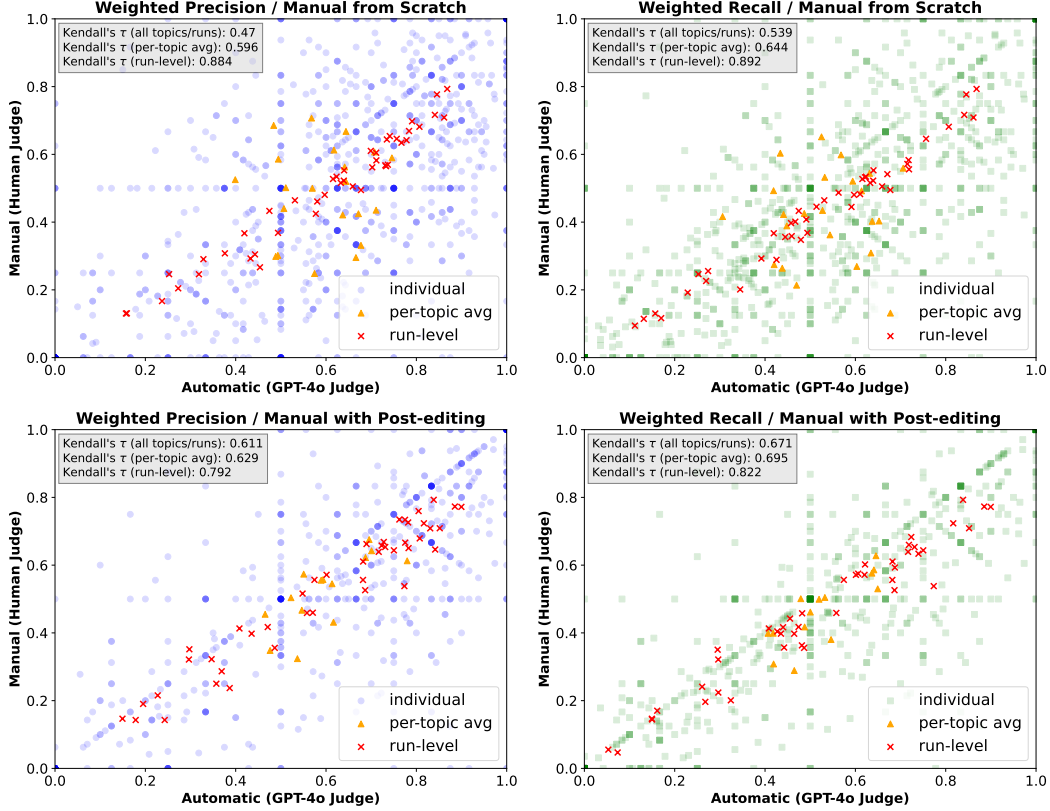 Weighted Precision / Manual from Scratch
Kendall's τ (all topics/runs): 0.47
Kendall's τ (per-topic avg): 0.596
Kendall's τ (run-level): 0.884
Manual (Human Judge)
1.0
0.8
0.6
0.4
0.2
0.0
individual
per-topic avg
run-level
0.0 0.2 0.4 0.6 0.8 1.0
Automatic (GPT-4o Judge)
Weighted Recall / Manual from Scratch
Kendall's τ (all topics/runs): 0.539
Kendall's τ (per-topic avg): 0.644
Kendall's τ (run-level): 0.892
Manual (Human Judge)
1.0
0.8
0.6
0.4
0.2
0.0
individual
per-topic avg
run-level
0.0 0.2 0.4 0.6 0.8 1.0
Automatic (GPT-4o Judge)
Weighted Precision / Manual with Post-editing
Kendall's τ (all topics/runs): 0.611
Kendall's τ (per-topic avg): 0.629
Kendall's τ (run-level): 0.792
Manual (Human Judge)
1.0
0.8
0.6
0.4
0.2
0.0
individual
per-topic avg
run-level
0.0 0.2 0.4 0.6 0.8 1.0
Automatic (GPT-4o Judge)
Weighted Recall / Manual with Post-editing
Kendall's τ (all topics/runs): 0.671
Kendall's τ (per-topic avg): 0.695
Kendall's τ (run-level): 0.822
Manual (Human Judge)
1.0
0.8
0.6
0.4
0.2
0.0
individual
per-topic avg
run-level
0.0 0.2 0.4 0.6 0.8 1.0
Automatic (GPT-4o Judge)